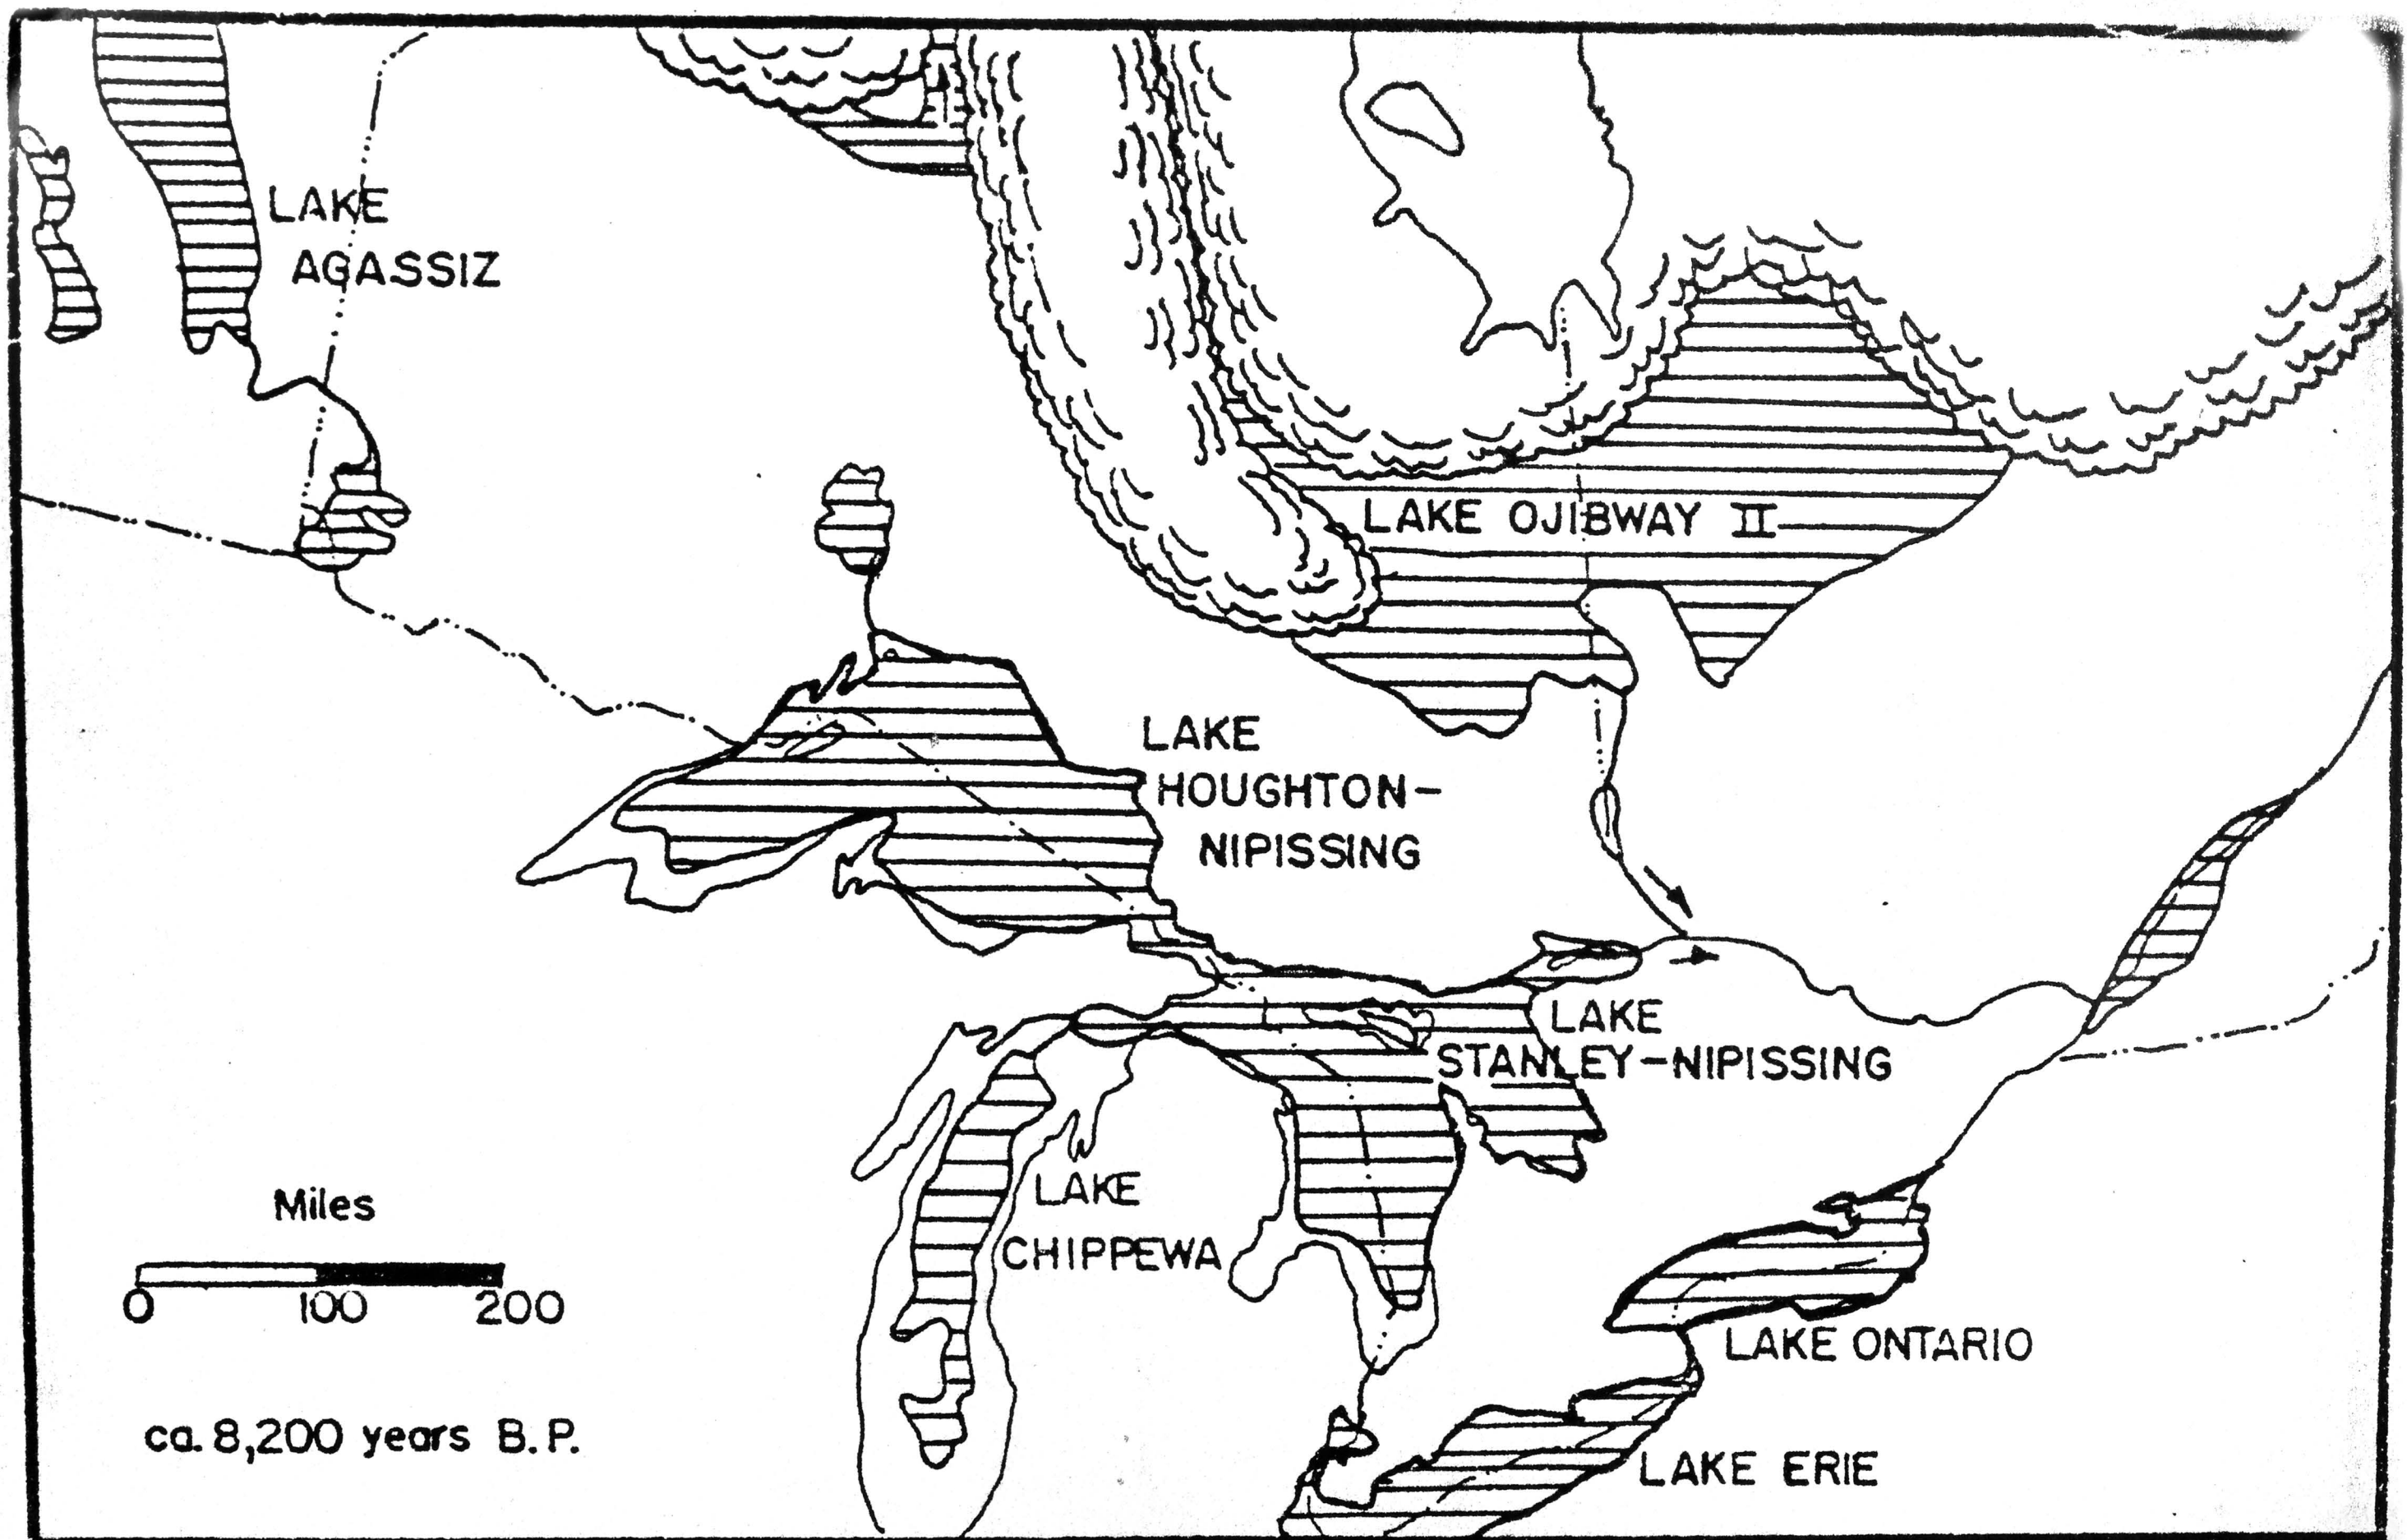 LAKE
AGASSIZ
LAKE OJIBWAY II
LAKE
HOUGHTON-
NIPISSING
LAKE
STANLEY-NIPISSING
LAKE
CHIPPEWA
Miles
0 100 200
LAKE ONTARIO
ca. 8,200 years B.P.
LAKE ERIE